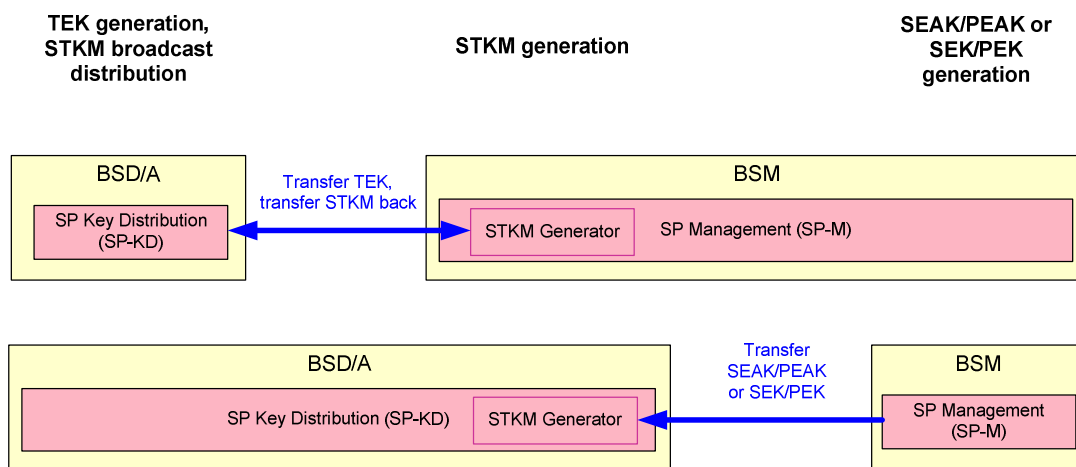 TEK generation,
STKM broadcast
distribution
STKM generation
SEAK/PEAK or
SEK/PEK
generation
BSD/A
SP Key Distribution
(SP-KD)
Transfer TEK,
transfer STKM back
BSM
STKM Generator
SP Management (SP-M)
BSD/A
SP Key Distribution (SP-KD)
STKM Generator
Transfer
SEAK/PEAK
or SEK/PEK
BSM
SP Management
(SP-M)